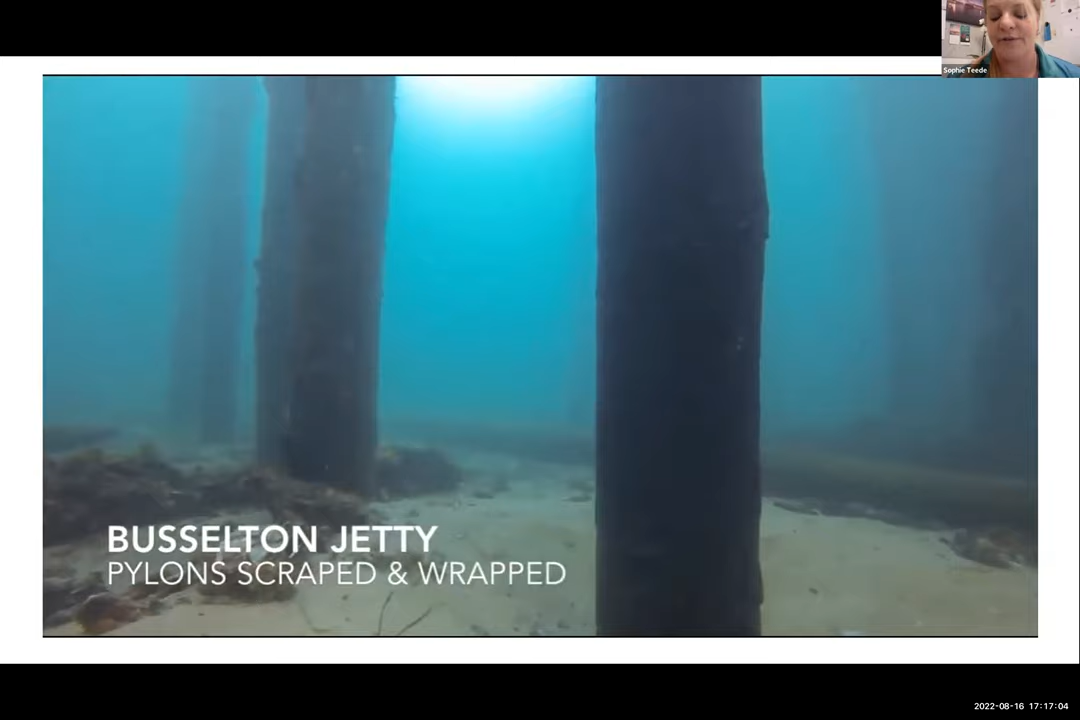 Sophie Teede
BUSSELTON JETTY
PYLONS SCRAPED & WRAPPED
2022-08-16 17:17:04